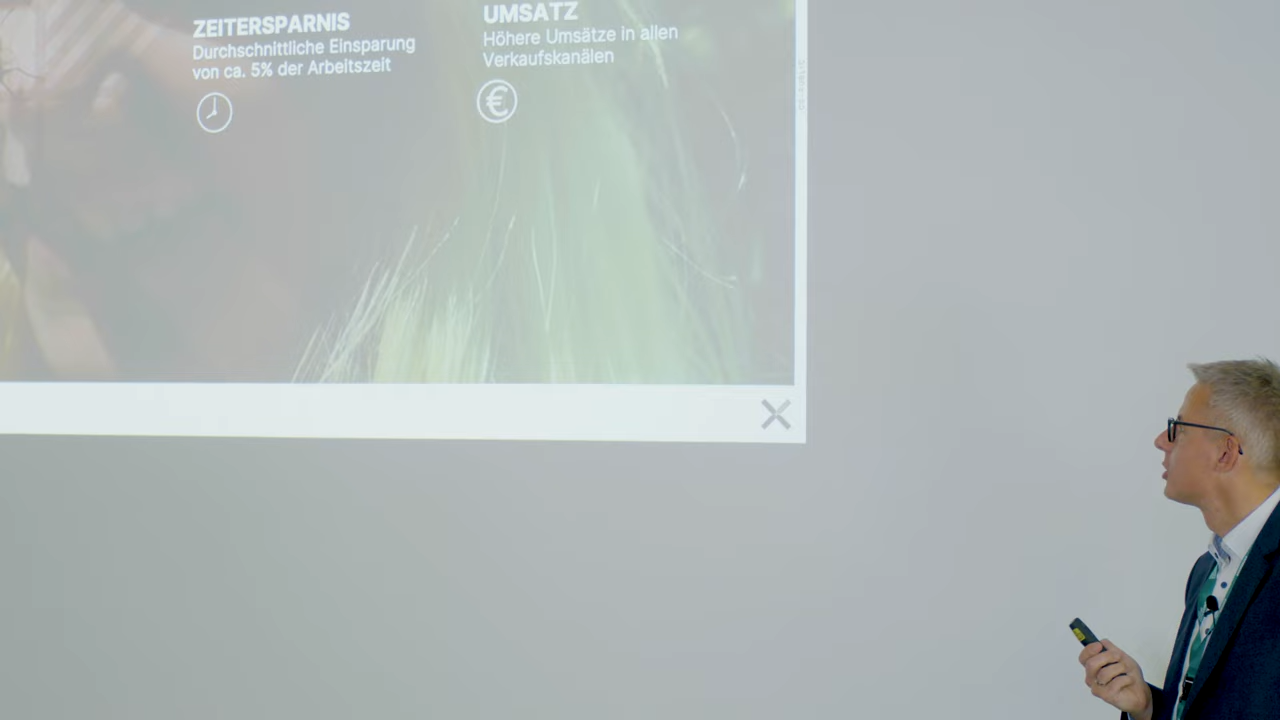 ZEITERSPARNIS
Durchschnittliche Einsparung
von ca. 5% der Arbeitszeit
UMSATZ
Höhere Umsätze in allen
Verkaufskanälen